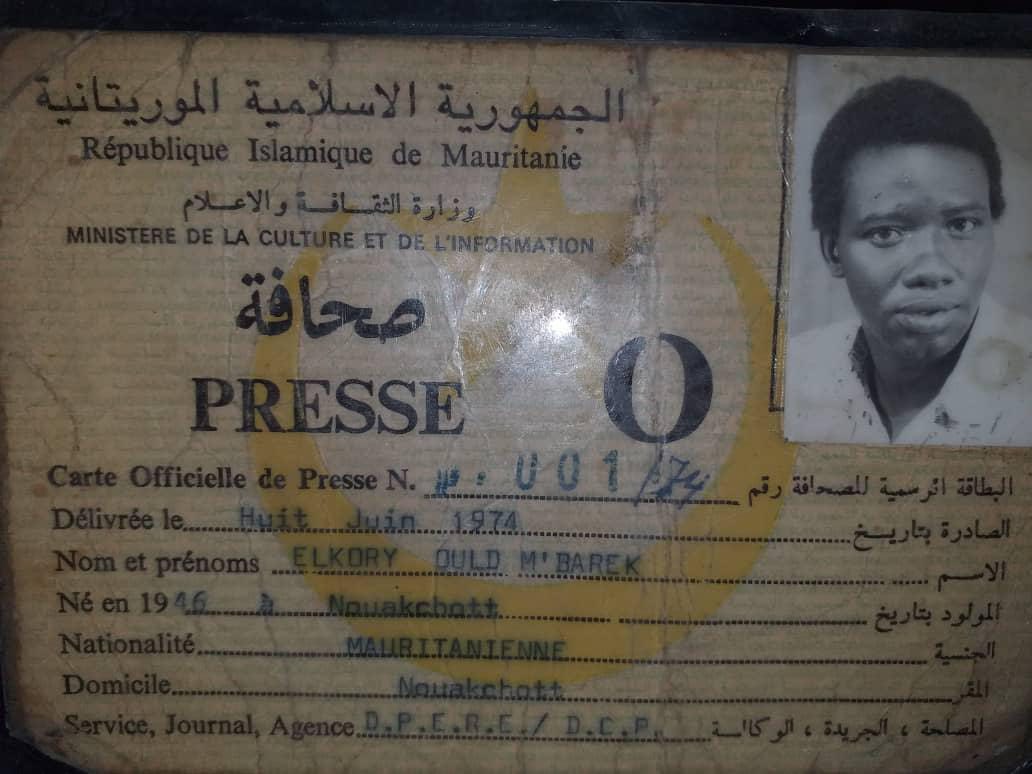 الجمهورية الاسلامية الموريتانية
République Islamique de Mauritanie
وزارة الثقافة والاعلام
MINISTERE DE LA CULTURE ET DE L'INFORMATION
صحافة
PRESSE O
Carte Officielle de Presse N. 001/74 البطاقة الرسمية للصحافة رقم
Délivrée le Huit Juin 1974 الصادرة بتاريخ
Nom et prénoms ELKORY OULD M'BAREK الاسم
Né en 1946 à Nouakchott المولود بتاريخ
Nationalité MAURITANIENNE الجنسية
Domicile Nouakchott المقر
Service, Journal, Agence D.P.E.R.E./ D.C.P. المصلحة ، الجريدة ، الوكالة